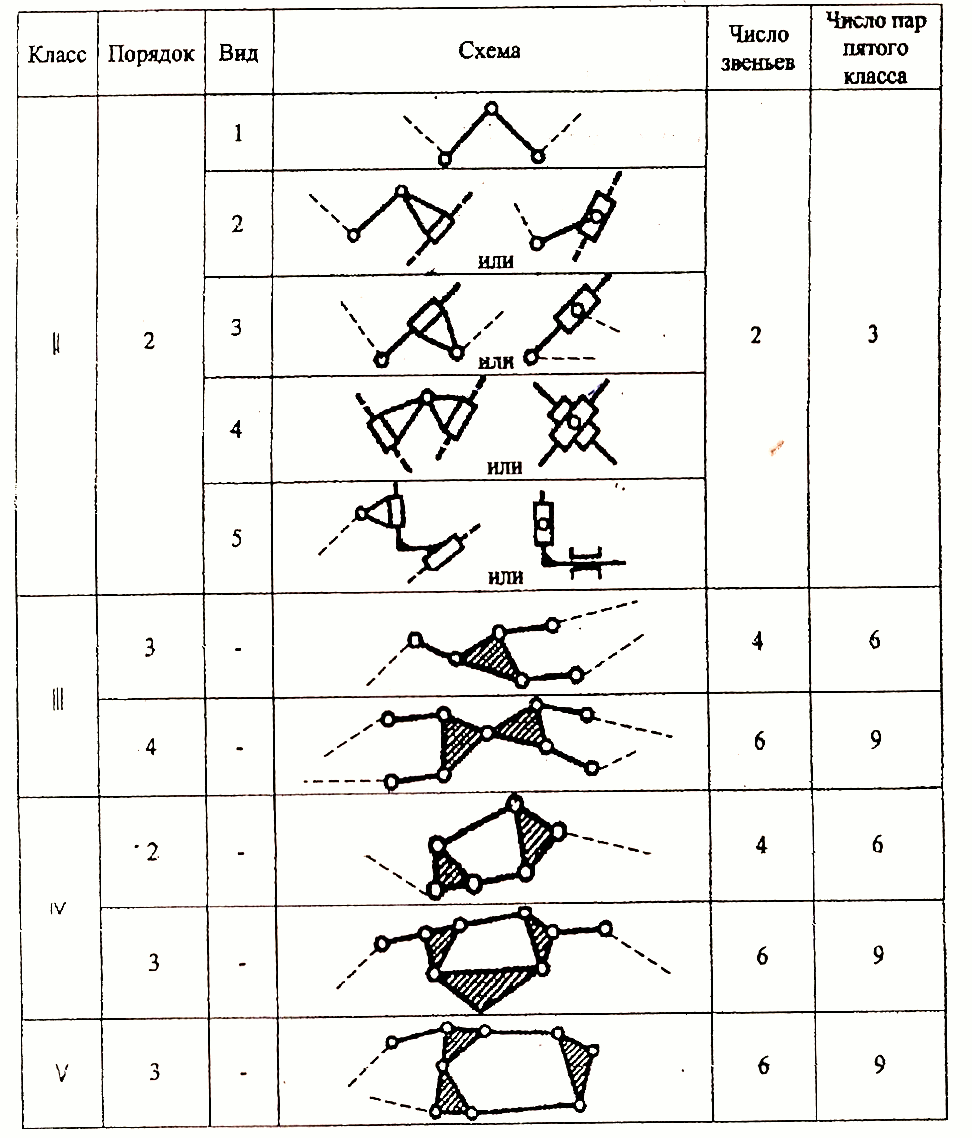 Класс Порядок Вид Схема Число звеньев Число пар пятого класса
II 2 1 2 3
2 или
3 или
4 или
5 или
III 3 - 4 6
4 - 6 9
IV 2 - 4 6
3 - 6 9
V 3 - 6 9